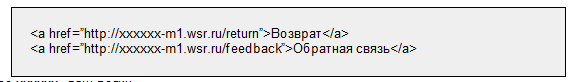 <a href="http://xxxxxx-m1.wsr.ru/return">Возврат</a>
<a href="http://xxxxxx-m1.wsr.ru/feedback">Обратная связь</a>